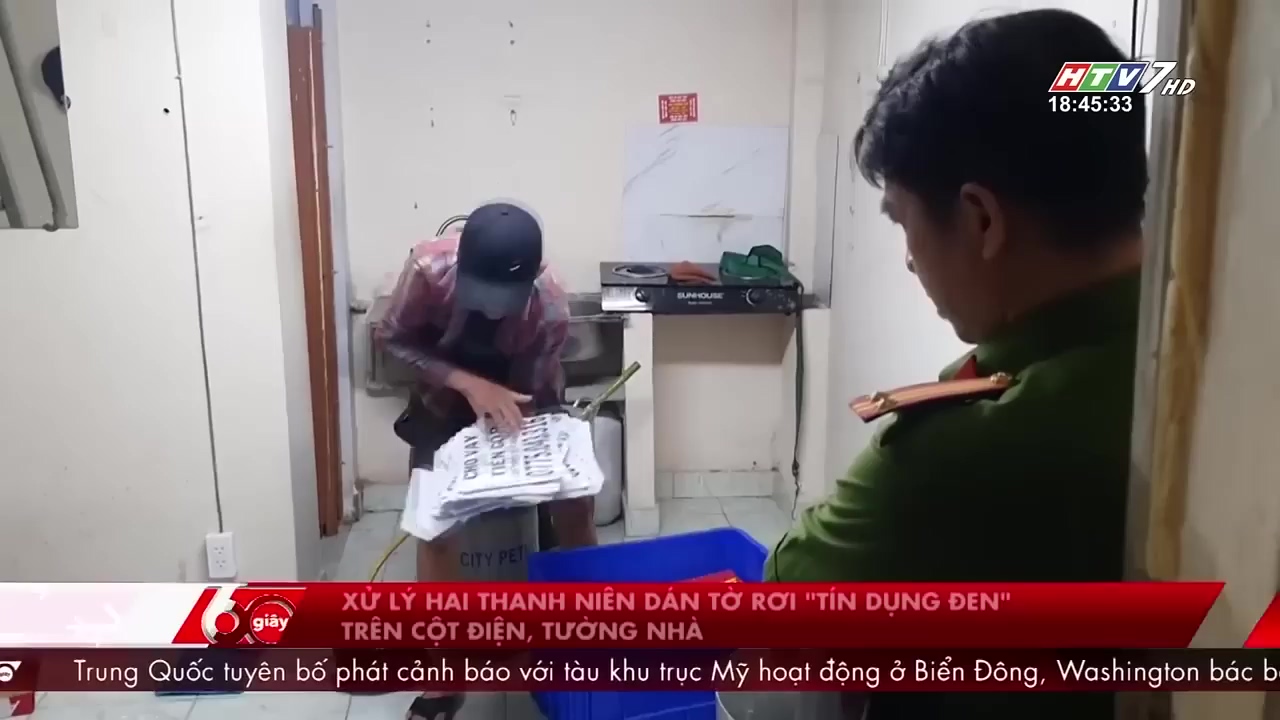 HTV7 HD
18:45:33
SUNHOUSE
CHO VAY
TIỀN GÓP
CITY PET
60 giây
XỬ LÝ HAI THANH NIÊN DÁN TỜ RƠI "TÍN DỤNG ĐEN"
TRÊN CỘT ĐIỆN, TƯỜNG NHÀ
Trung Quốc tuyên bố phát cảnh báo với tàu khu trục Mỹ hoạt động ở Biển Đông, Washington bác b